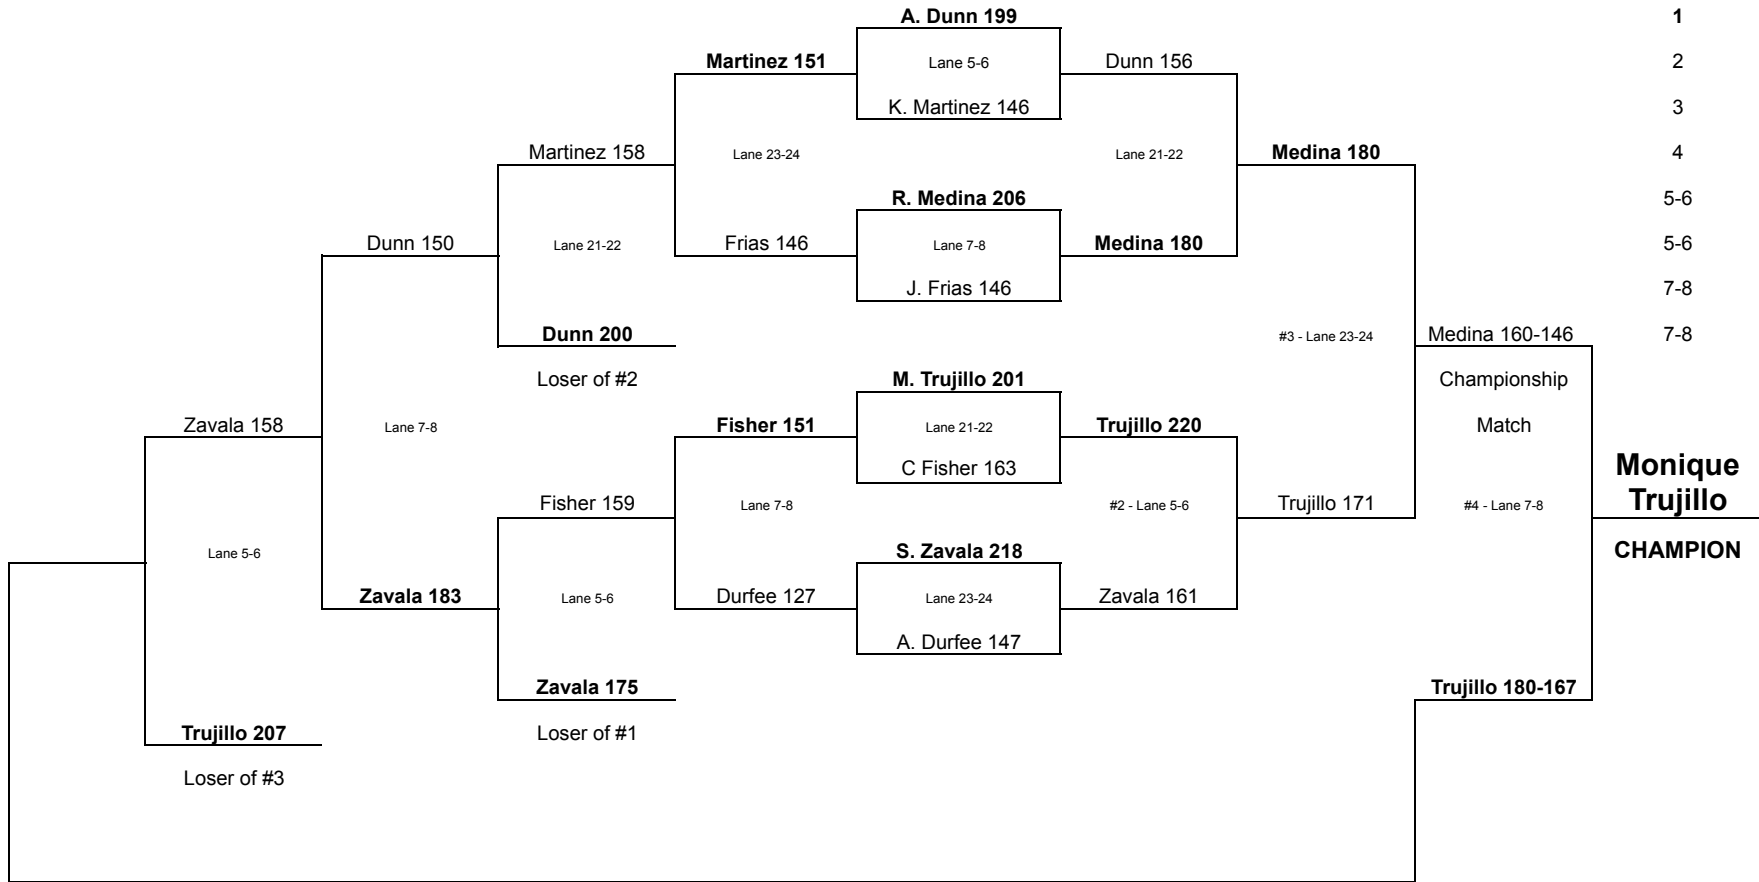 A. Dunn 199 1
Martinez 151 Lane 5-6 Dunn 156 2
K. Martinez 146 3
Martinez 158 Lane 23-24 Lane 21-22 Medina 180 4
R. Medina 206 5-6
Dunn 150 Lane 21-22 Frias 146 Lane 7-8 Medina 180 5-6
J. Frias 146 7-8
Dunn 200 #3 - Lane 23-24 Medina 160-146 7-8
Loser of #2 M. Trujillo 201 Championship
Zavala 158 Lane 7-8 Fisher 151 Lane 21-22 Trujillo 220 Match
C Fisher 163 Monique
Fisher 159 Lane 7-8 #2 - Lane 5-6 Trujillo 171 #4 - Lane 7-8 Trujillo
Lane 5-6 S. Zavala 218 CHAMPION
Zavala 183 Lane 5-6 Durfee 127 Lane 23-24 Zavala 161
A. Durfee 147
Zavala 175 Trujillo 180-167
Trujillo 207 Loser of #1
Loser of #3